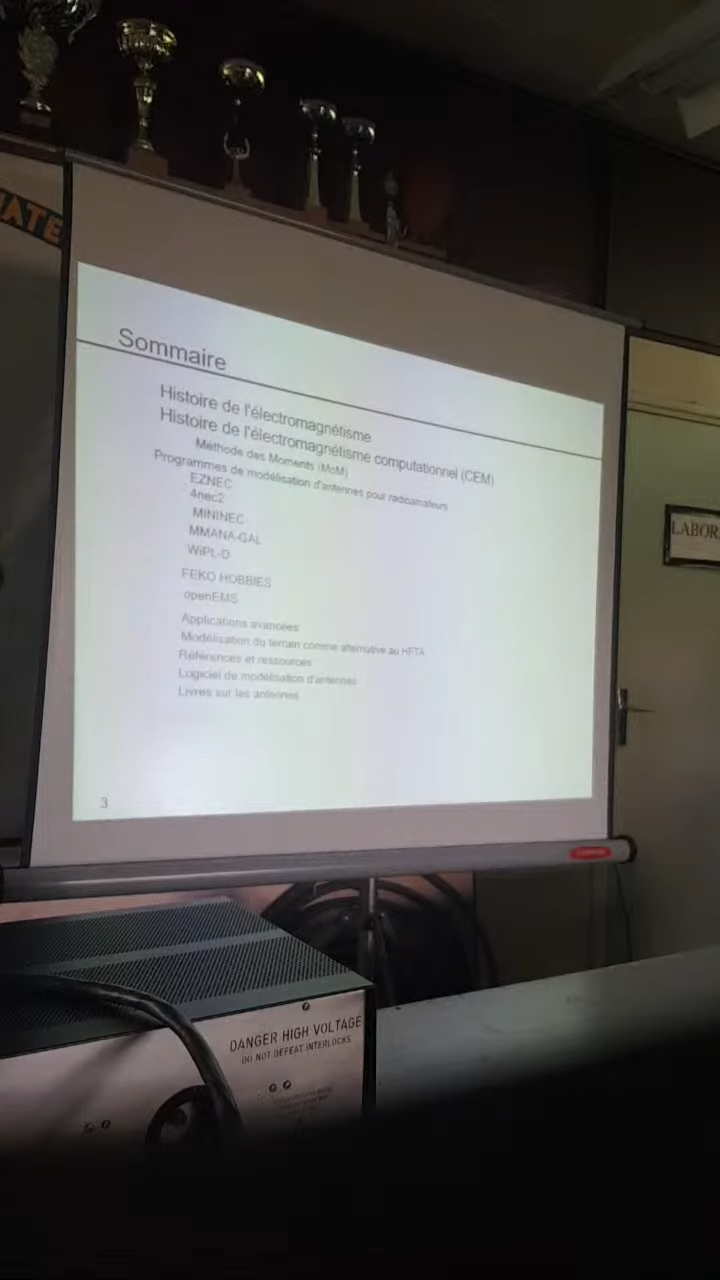 ATE
Sommaire
Histoire de l'électromagnétisme
Histoire de l'électromagnétisme computationnel (CEM)
Méthode des Moments (MoM)
Programmes de modélisation d'antennes pour radioamateurs
EZNEC
4nec2
MININEC
MMANA-GAL
WiPL-D
FEKO HOBBIES
openEMS
Applications avancées
Modélisation du terrain comme alternative au HFTA
Références et ressources
Logiciel de modélisation d'antennes
Livres sur les antennes
3
LABOR
DANGER HIGH VOLTAGE
DO NOT DEFEAT INTERLOCKS